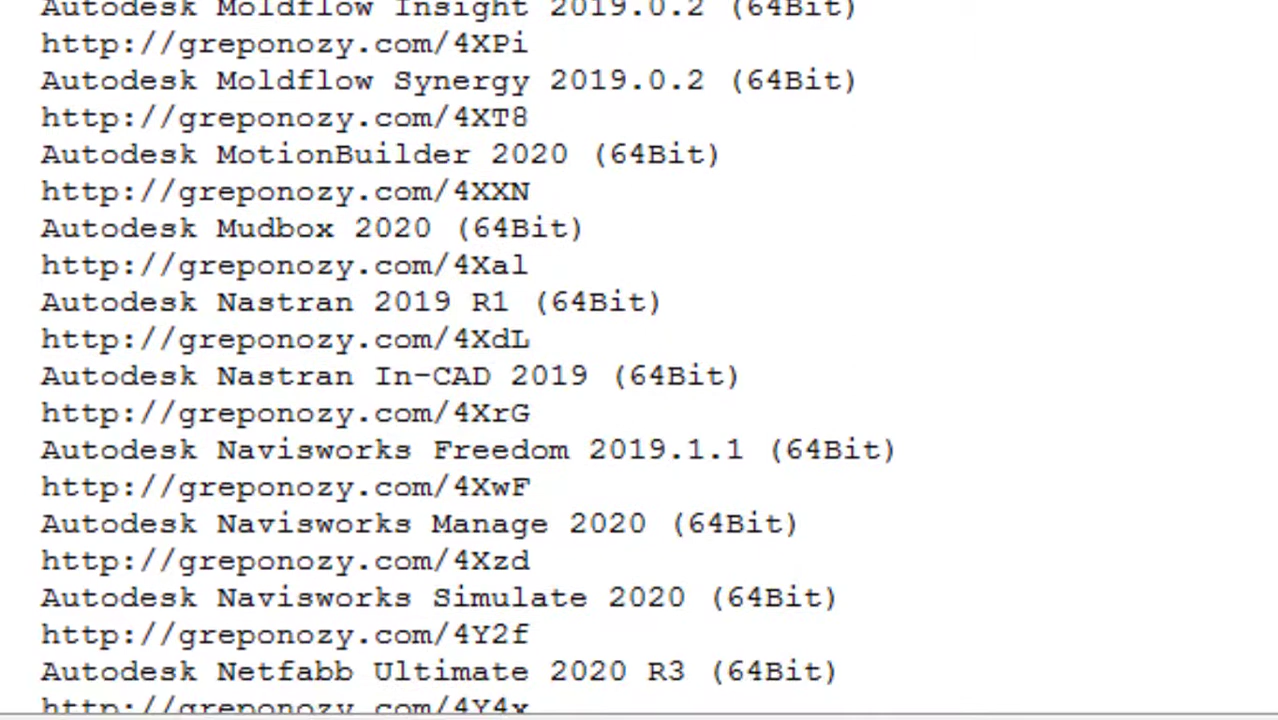 Autodesk Moldflow Insight 2019.0.2 (64Bit)
http://greponozy.com/4XPi
Autodesk Moldflow Synergy 2019.0.2 (64Bit)
http://greponozy.com/4XT8
Autodesk MotionBuilder 2020 (64Bit)
http://greponozy.com/4XXN
Autodesk Mudbox 2020 (64Bit)
http://greponozy.com/4Xal
Autodesk Nastran 2019 R1 (64Bit)
http://greponozy.com/4XdL
Autodesk Nastran In-CAD 2019 (64Bit)
http://greponozy.com/4XrG
Autodesk Navisworks Freedom 2019.1.1 (64Bit)
http://greponozy.com/4XwF
Autodesk Navisworks Manage 2020 (64Bit)
http://greponozy.com/4Xzd
Autodesk Navisworks Simulate 2020 (64Bit)
http://greponozy.com/4Y2f
Autodesk Netfabb Ultimate 2020 R3 (64Bit)
http://greponozy.com/4Y4x